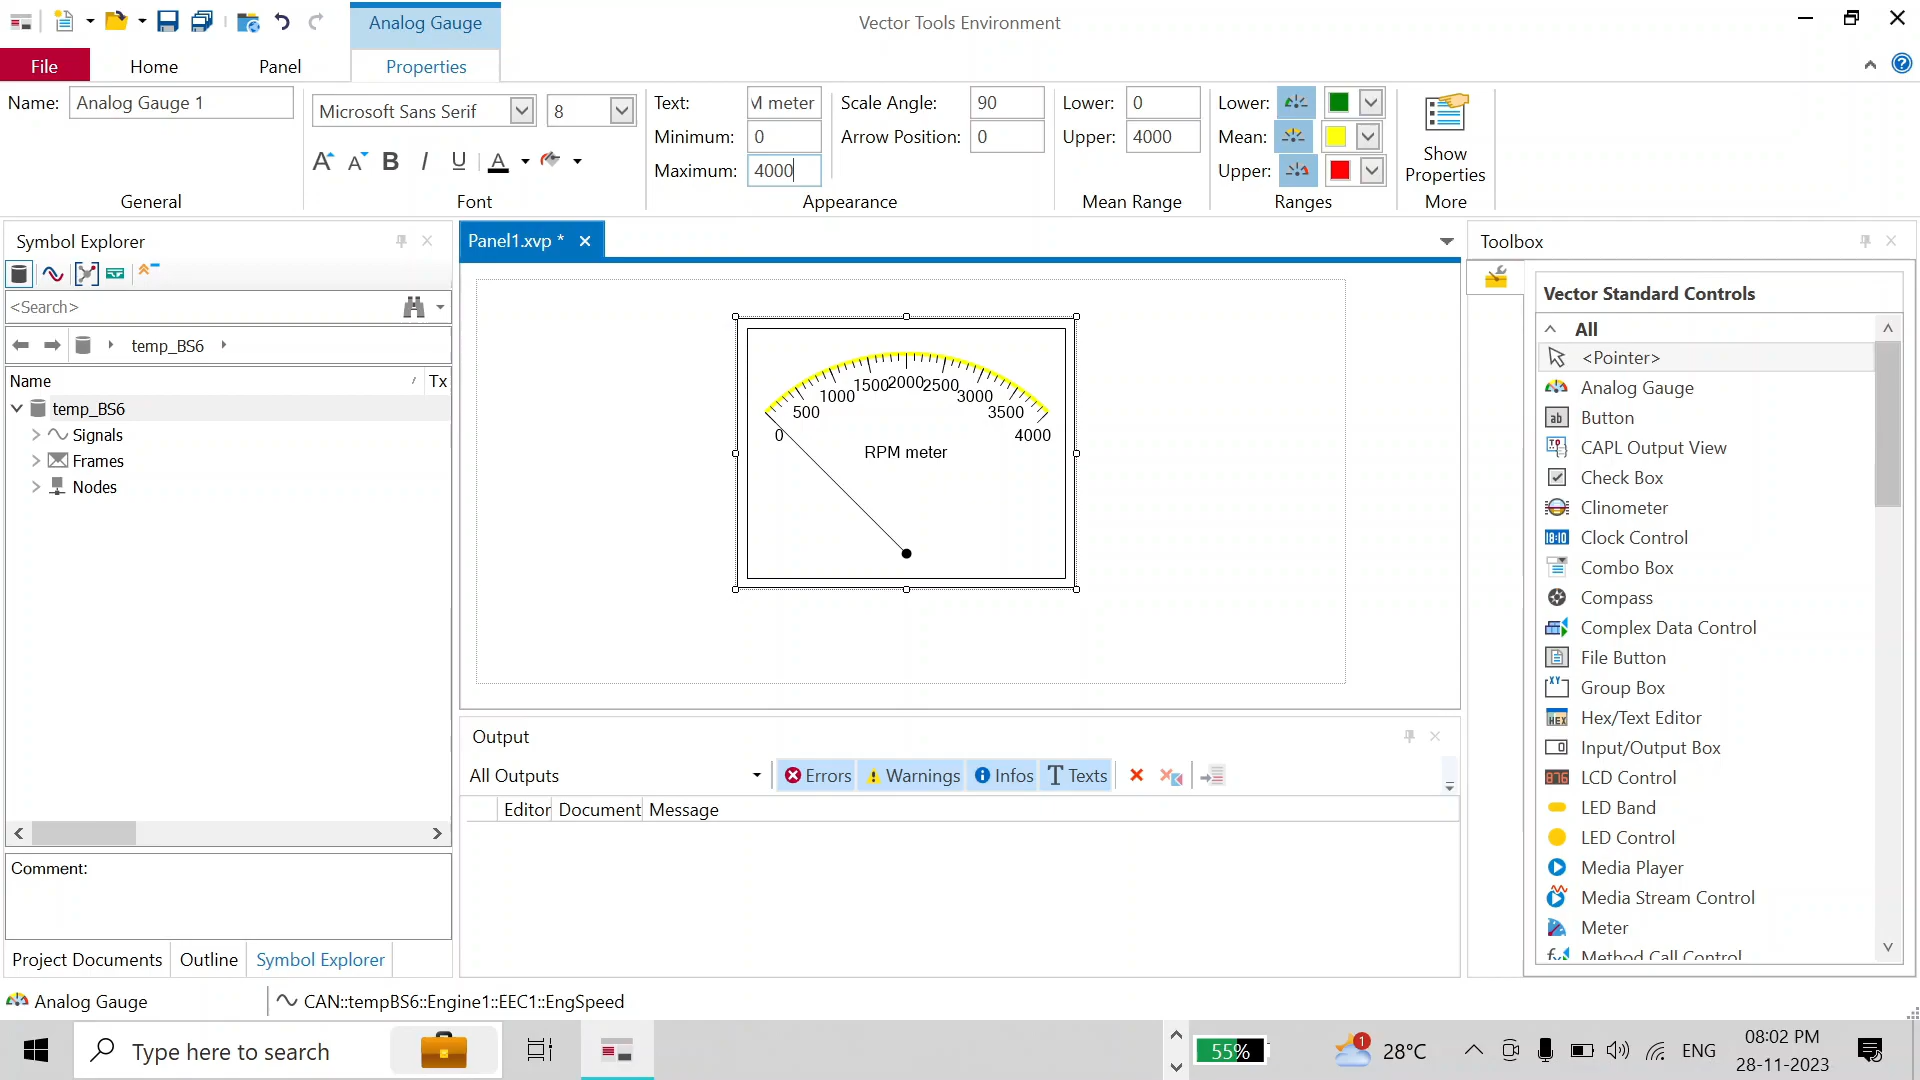 Analog Gauge
Vector Tools Environment
File
Home
Panel
Properties
Name:
Analog Gauge 1
General
Microsoft Sans Serif
8
A A B I U A
Font
Text:
M meter
Minimum:
0
Maximum:
4000
Scale Angle:
90
Arrow Position:
0
Appearance
Lower:
0
Upper:
4000
Mean Range
Lower:
Mean:
Upper:
Ranges
Show
Properties
More
Symbol Explorer
<Search>
temp_BS6
Name
Tx
temp_BS6
Signals
Frames
Nodes
Comment:
Project Documents
Outline
Symbol Explorer
Panel1.xvp *
0
500
1000
1500
2000
2500
3000
3500
4000
RPM meter
Output
All Outputs
Errors
Warnings
Infos
Texts
Editor
Document
Message
Toolbox
Vector Standard Controls
All
<Pointer>
Analog Gauge
Button
CAPL Output View
Check Box
Clinometer
Clock Control
Combo Box
Compass
Complex Data Control
File Button
Group Box
Hex/Text Editor
Input/Output Box
LCD Control
LED Band
LED Control
Media Player
Media Stream Control
Meter
Method Call Control
Analog Gauge
CAN::tempBS6::Engine1::EEC1::EngSpeed
Type here to search
55%
1
28°C
ENG
08:02 PM
28-11-2023